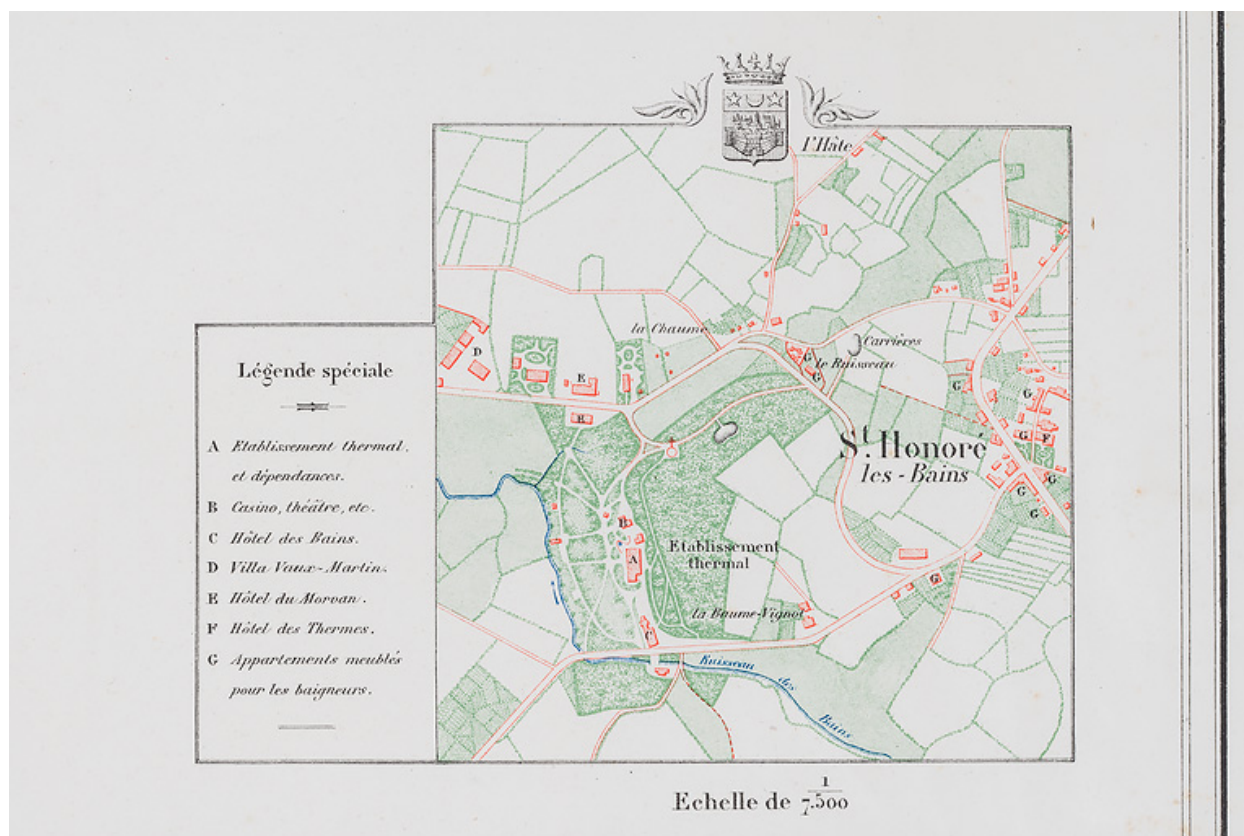 l'Hâte
la Chaume
Carrières
le Ruisseau
D
E
E
G
G
G
G
G
F
G
G
G
G
St. Honoré
les-Bains
B
A
Etablissement
thermal
la Baume-Vignot
C
Ruisseau des Bains
Légende spéciale
A Etablissement thermal.
et dépendances.
B Casino, théâtre, etc.
C Hôtel des Bains.
D Villa Vaux-Martin.
E Hôtel du Morvan.
F Hôtel des Thermes.
G Appartements meublés
pour les baigneurs.
Echelle de 1/7.500